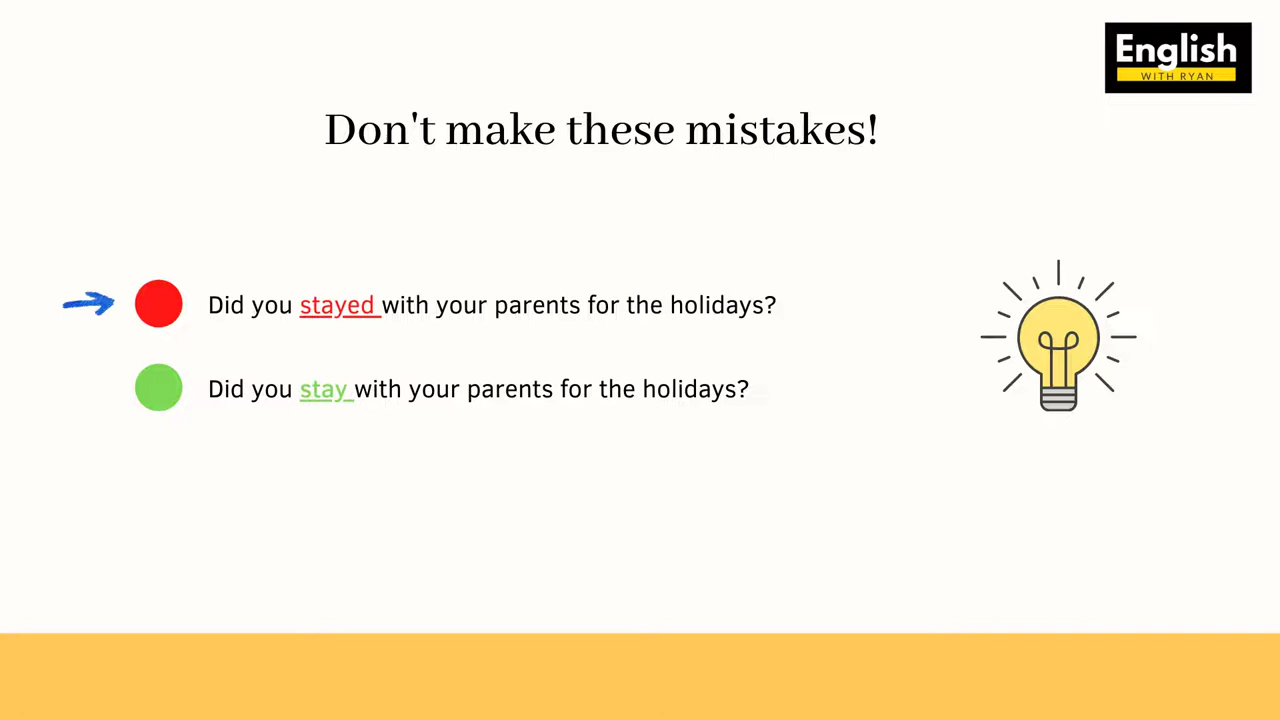 English
WITH RYAN
Don't make these mistakes!
Did you stayed with your parents for the holidays?
Did you stay with your parents for the holidays?